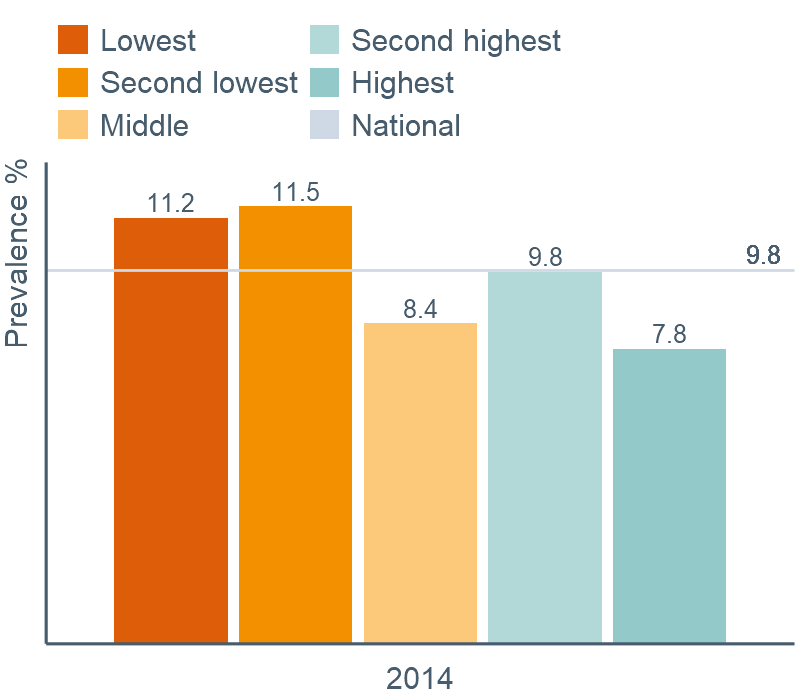 Lowest
Second highest
Second lowest
Highest
Middle
National
Prevalence %
11.2
11.5
8.4
9.8
7.8
9.8
2014